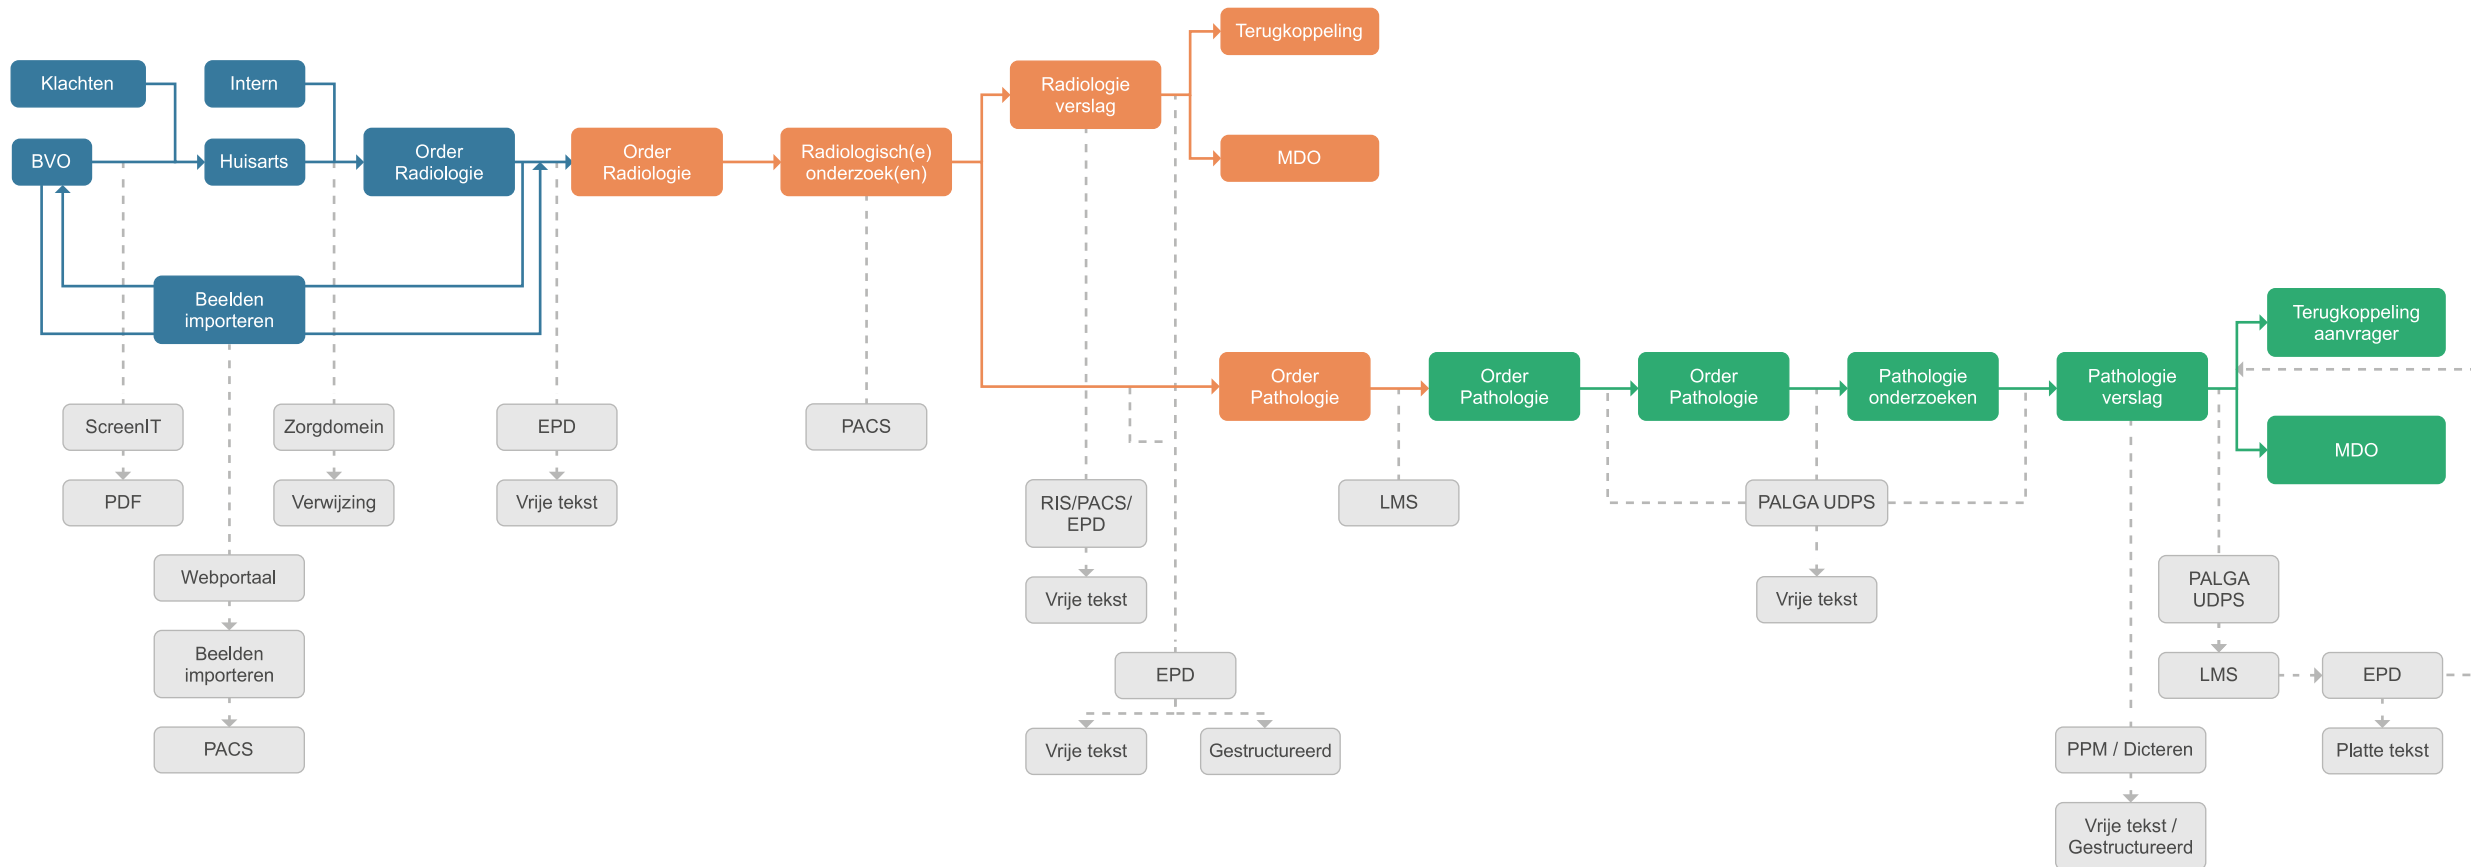 Terugkoppeling
Klachten
Intern
Radiologie
verslag
BVO
Huisarts
Order
Radiologie
Order
Radiologie
Radiologisch(e)
onderzoek(en)
MDO
Beelden
importeren
Terugkoppeling
aanvrager
Order
Pathologie
Order
Pathologie
Order
Pathologie
Pathologie
onderzoeken
Pathologie
verslag
MDO
ScreenIT
Zorgdomein
EPD
PACS
PDF
Verwijzing
Vrije tekst
RIS/PACS/
EPD
LMS
PALGA UDPS
Webportaal
Vrije tekst
Vrije tekst
PALGA
UDPS
Beelden
importeren
EPD
LMS
EPD
PACS
Vrije tekst
Gestructureerd
PPM / Dicteren
Platte tekst
Vrije tekst /
Gestructureerd